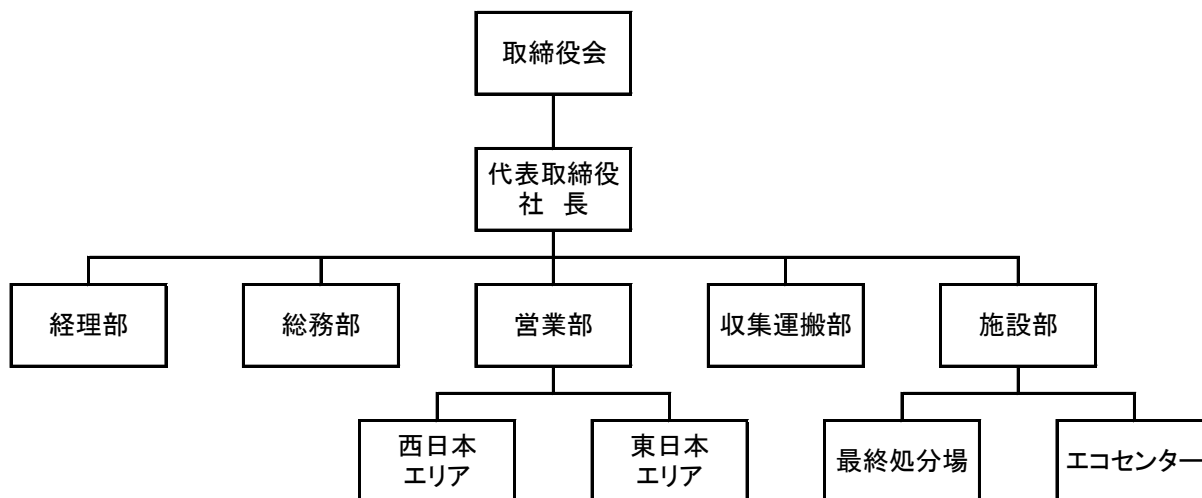 取締役会
代表取締役
社　長
経理部
総務部
営業部
収集運搬部
施設部
西日本
エリア
東日本
エリア
最終処分場
エコセンター